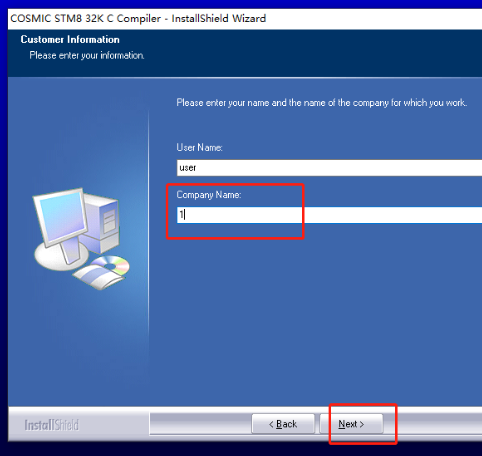 COSMIC STM8 32K C Compiler - InstallShield Wizard
Customer Information
Please enter your information.
Please enter your name and the name of the company for which you work.
User Name:
user
Company Name:
1
InstallShield
< Back
Next >